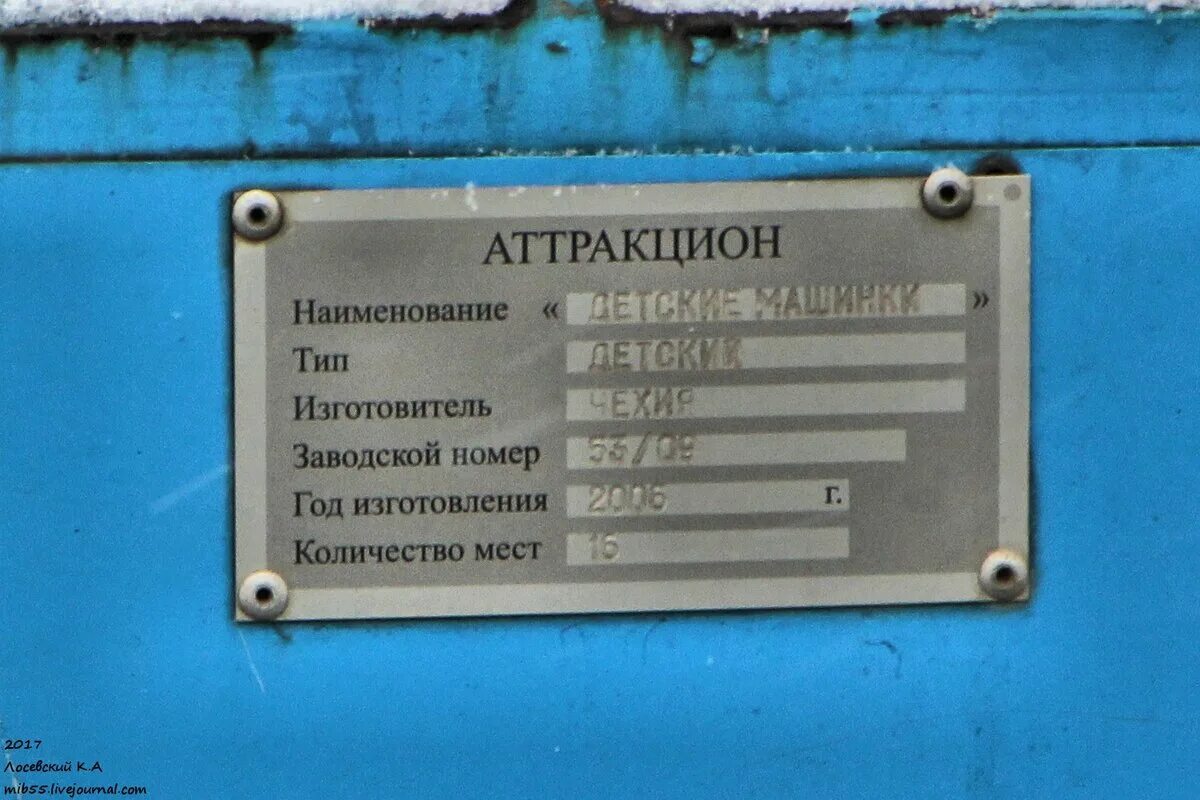 АТТРАКЦИОН
Наименование « ДЕТСКИЕ МАШИНКИ »
Тип ДЕТСКИЙ
Изготовитель ЧЕХИЯ
Заводской номер 53/09
Год изготовления 2006 г.
Количество мест 16
2017
Лосевский К.А
mib55.livejournal.com